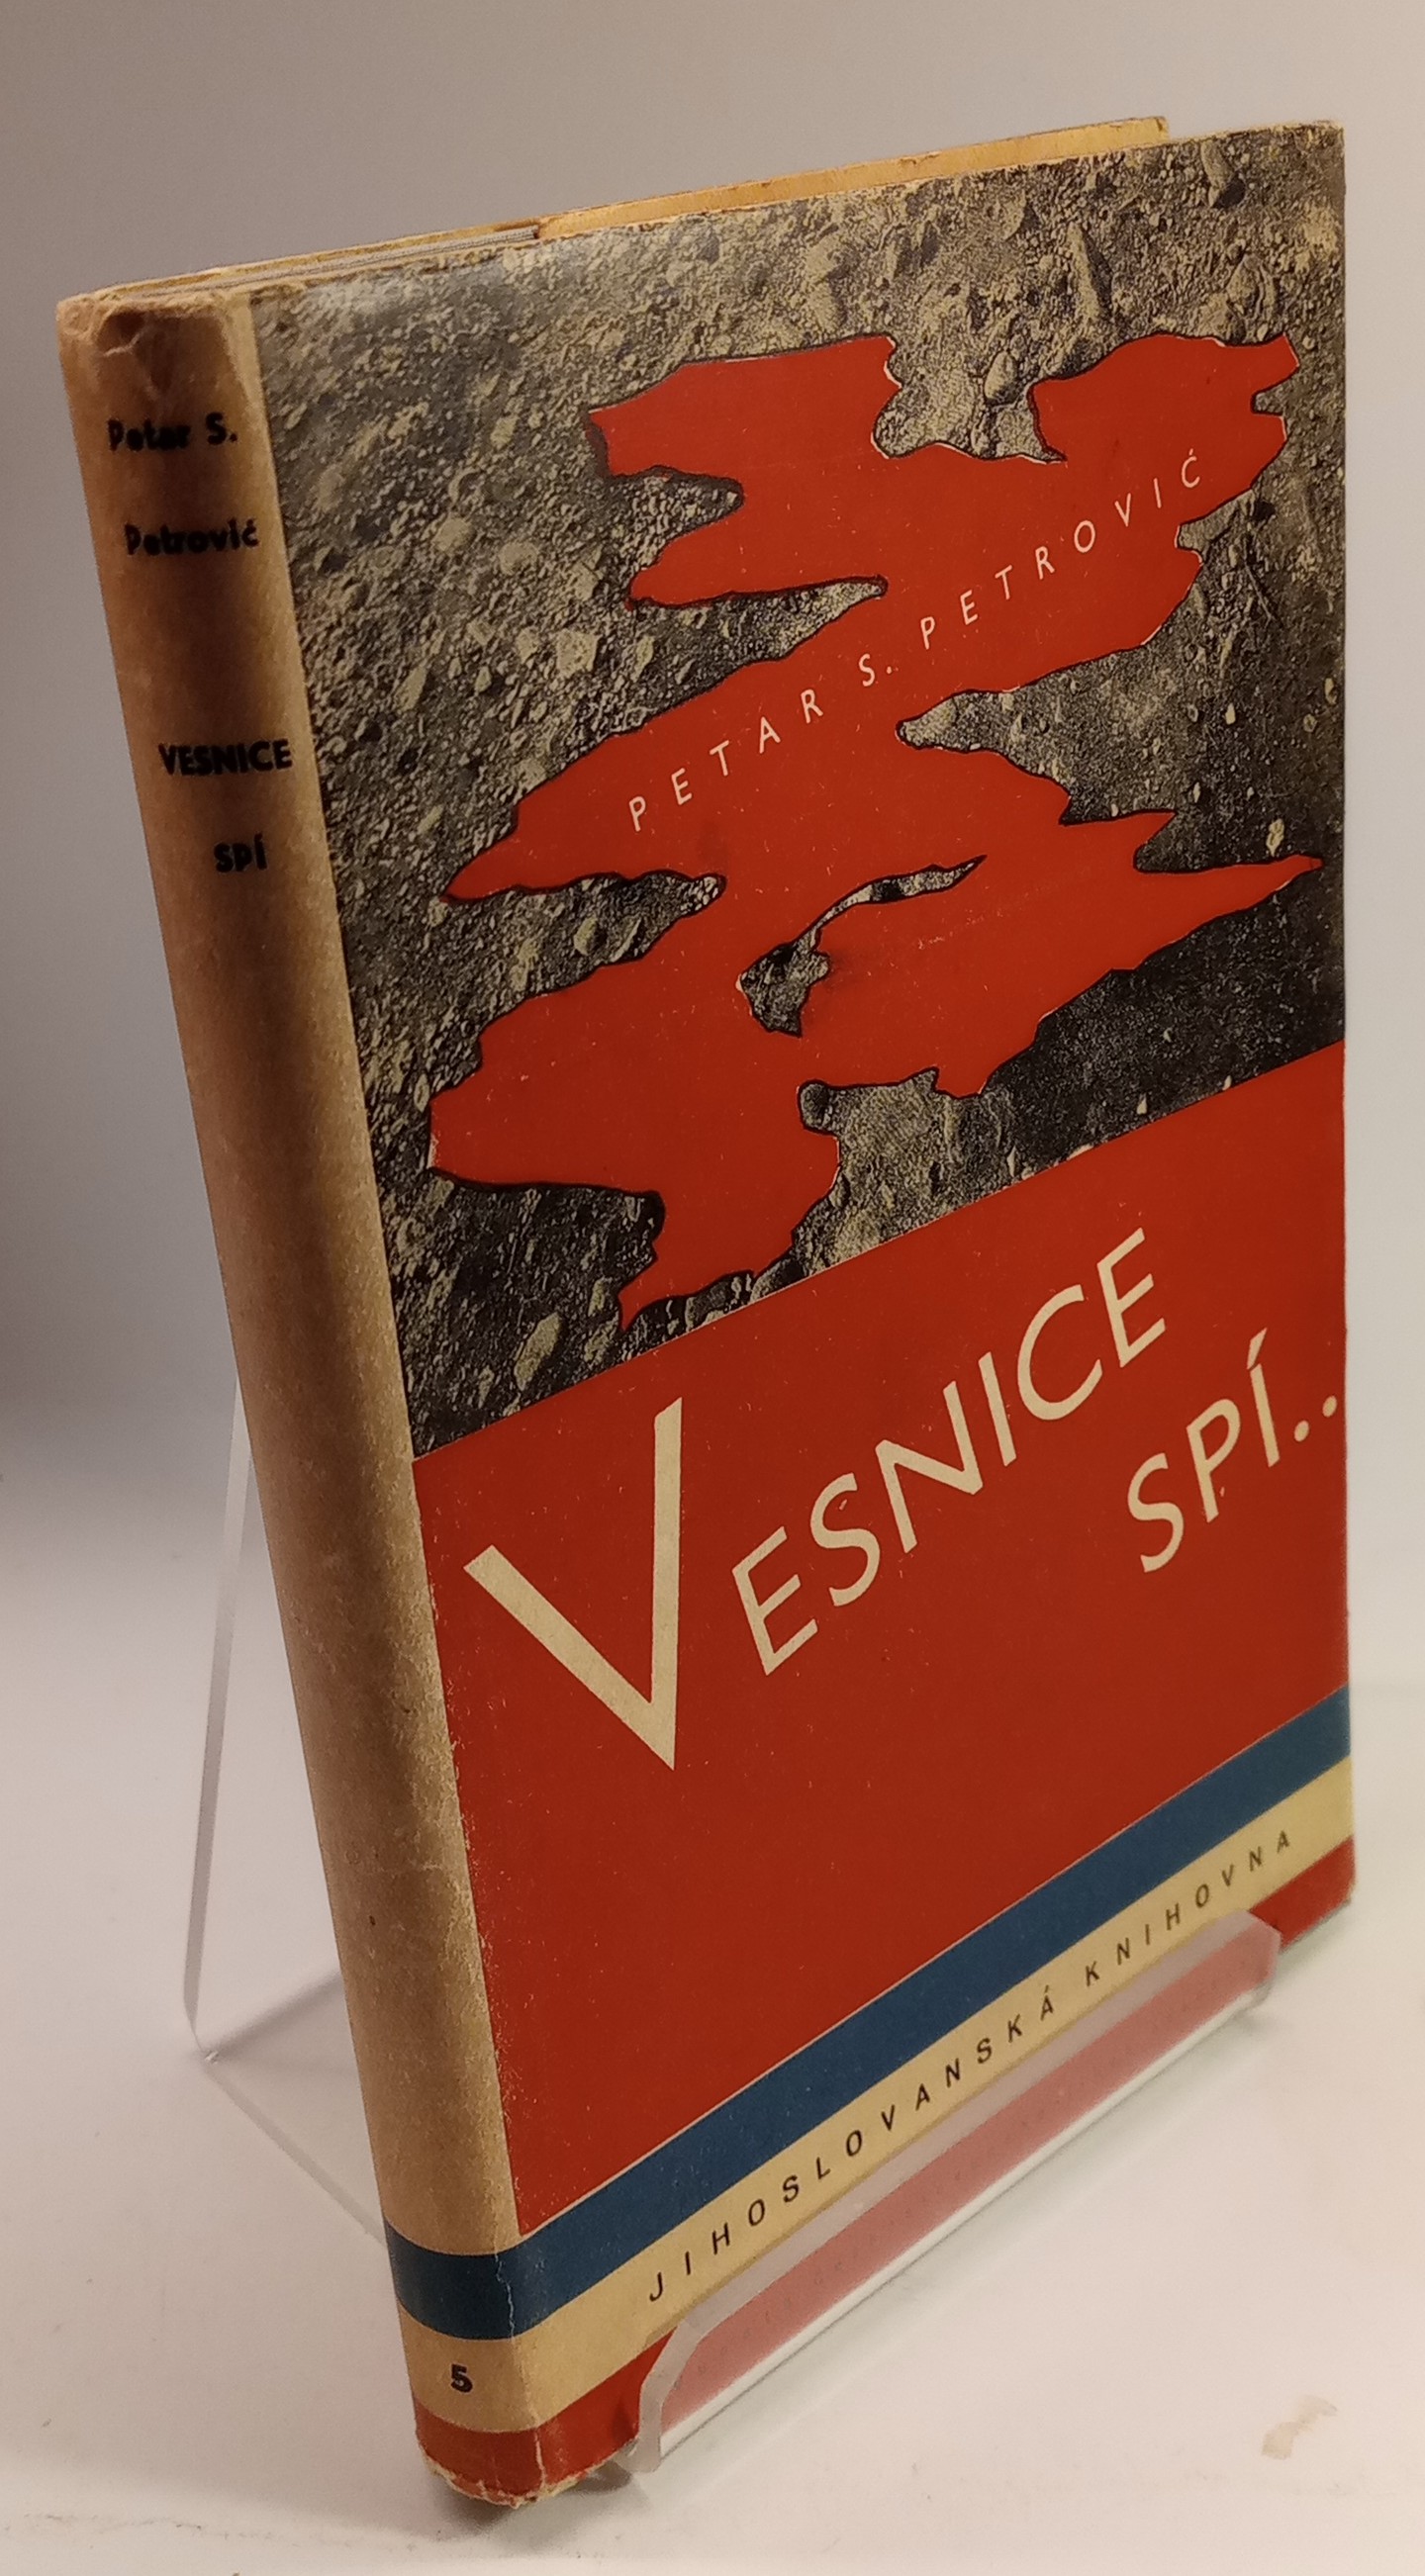 Petar S.
Petrović
VESNICE
SPÍ
5
PETAR S. PETROVIĆ
VESNICE
SPÍ..
JIHOSLOVANSKÁ KNIHOVNA